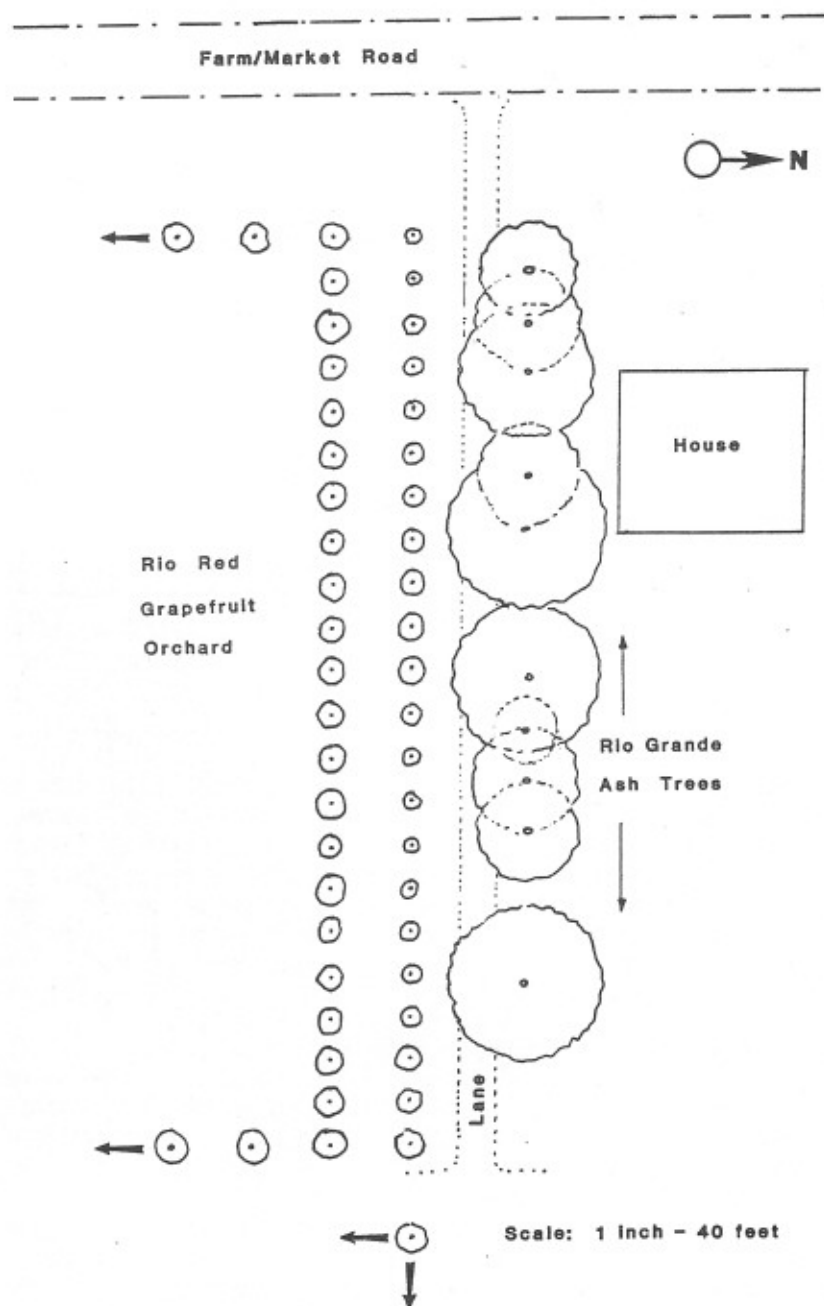 Farm/Market Road
N
House
Rio Red
Grapefruit
Orchard
Rio Grande
Ash Trees
Lane
Scale: 1 inch - 40 feet